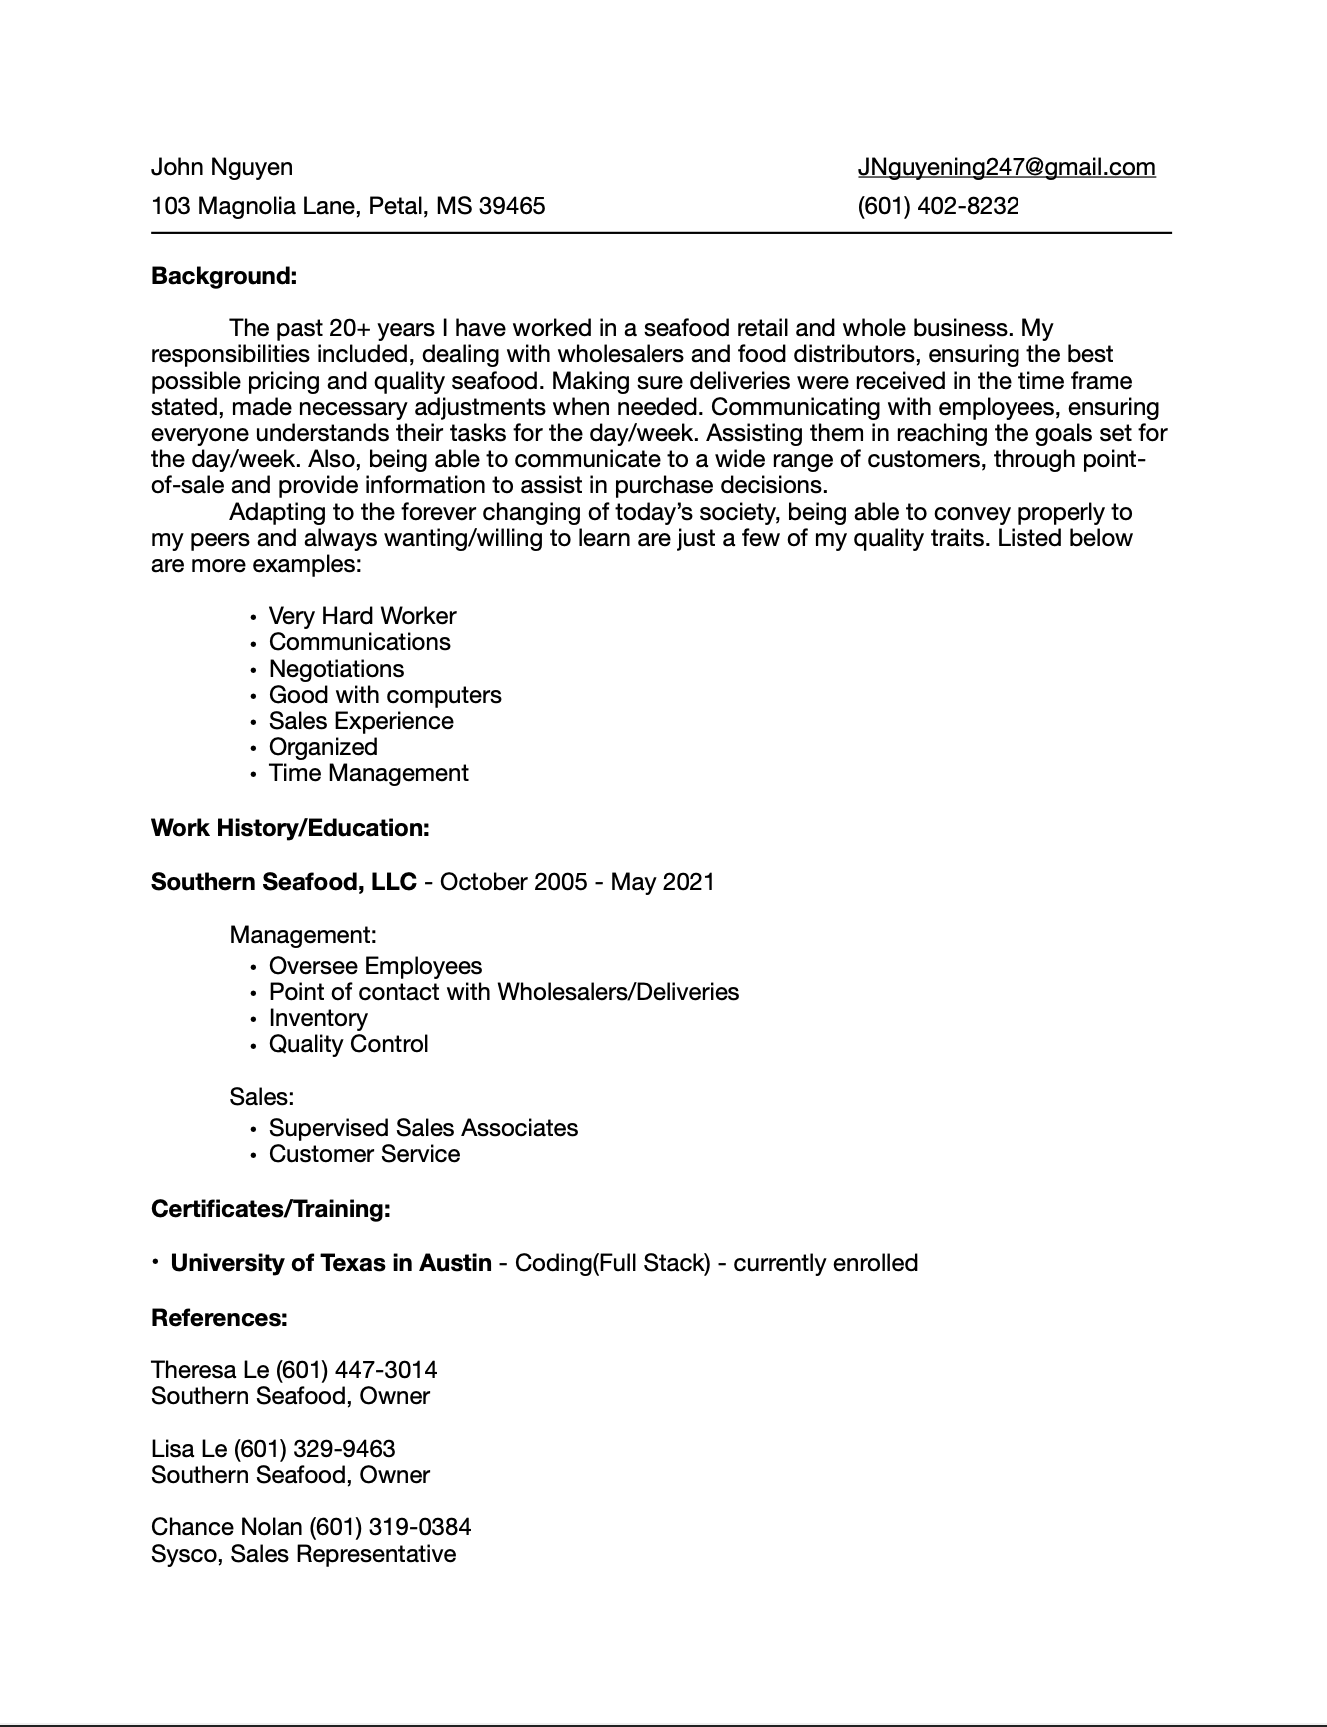 John Nguyen JNguyening247@gmail.com
103 Magnolia Lane, Petal, MS 39465 (601) 402-8232
Background:
The past 20+ years I have worked in a seafood retail and whole business. My
responsibilities included, dealing with wholesalers and food distributors, ensuring the best
possible pricing and quality seafood. Making sure deliveries were received in the time frame
stated, made necessary adjustments when needed. Communicating with employees, ensuring
everyone understands their tasks for the day/week. Assisting them in reaching the goals set for
the day/week. Also, being able to communicate to a wide range of customers, through point-
of-sale and provide information to assist in purchase decisions.
Adapting to the forever changing of today’s society, being able to convey properly to
my peers and always wanting/willing to learn are just a few of my quality traits. Listed below
are more examples:
• Very Hard Worker
• Communications
• Negotiations
• Good with computers
• Sales Experience
• Organized
• Time Management
Work History/Education:
Southern Seafood, LLC - October 2005 - May 2021
Management:
• Oversee Employees
• Point of contact with Wholesalers/Deliveries
• Inventory
• Quality Control
Sales:
• Supervised Sales Associates
• Customer Service
Certificates/Training:
• University of Texas in Austin - Coding(Full Stack) - currently enrolled
References:
Theresa Le (601) 447-3014
Southern Seafood, Owner
Lisa Le (601) 329-9463
Southern Seafood, Owner
Chance Nolan (601) 319-0384
Sysco, Sales Representative